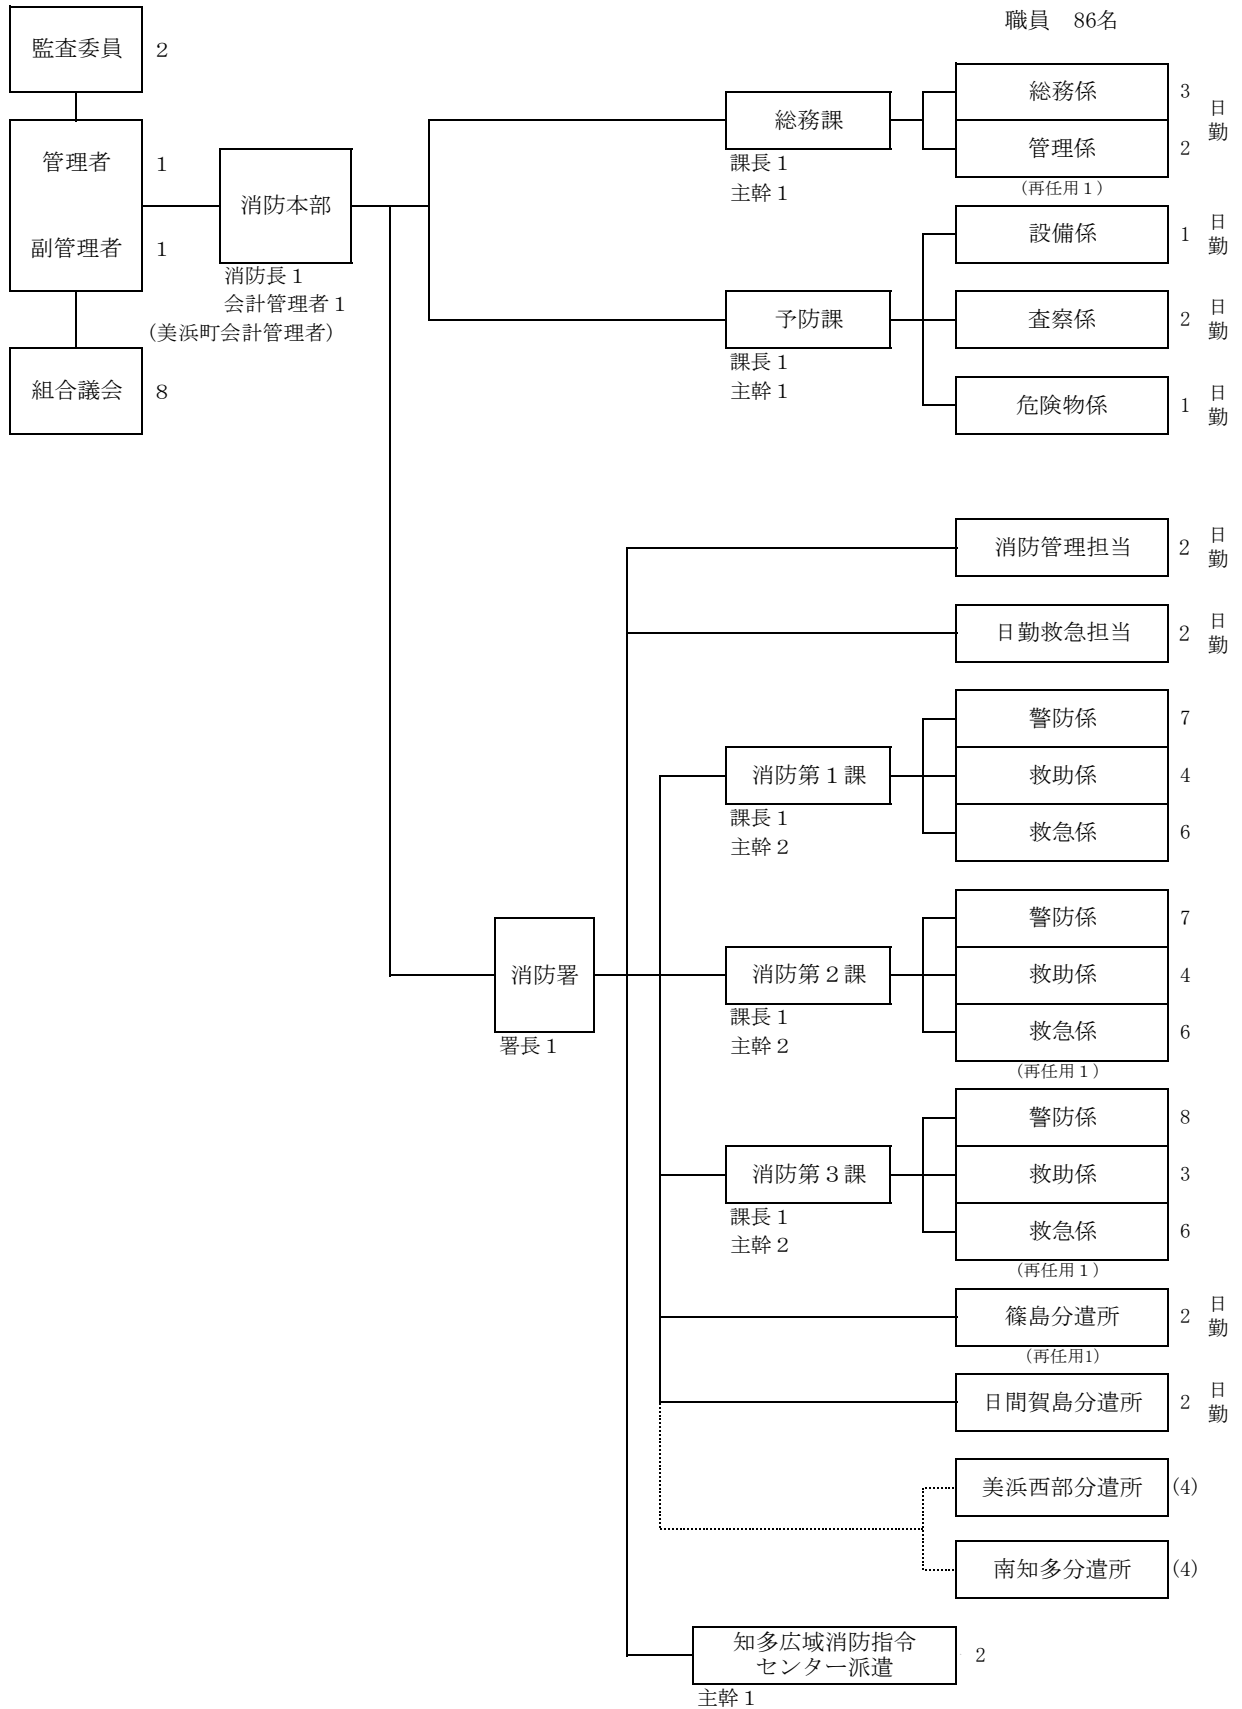 職員　86名
監査委員　2
管理者　1
副管理者　1
組合議会　8
消防本部
消防長１
会計管理者１
（美浜町会計管理者）
総務課
課長１
主幹１
総務係　3
管理係　2
日勤
（再任用１）
予防課
課長１
主幹１
設備係　1　日勤
査察係　2　日勤
危険物係　1　日勤
消防署
署長１
消防管理担当　2　日勤
日勤救急担当　2　日勤
消防第１課
課長１
主幹２
警防係　7
救助係　4
救急係　6
消防第２課
課長１
主幹２
警防係　7
救助係　4
救急係　6
（再任用１）
消防第３課
課長１
主幹２
警防係　8
救助係　3
救急係　6
（再任用１）
篠島分遣所　2　日勤
（再任用1）
日間賀島分遣所　2　日勤
美浜西部分遣所　(4)
南知多分遣所　(4)
知多広域消防指令
センター派遣　2
主幹１